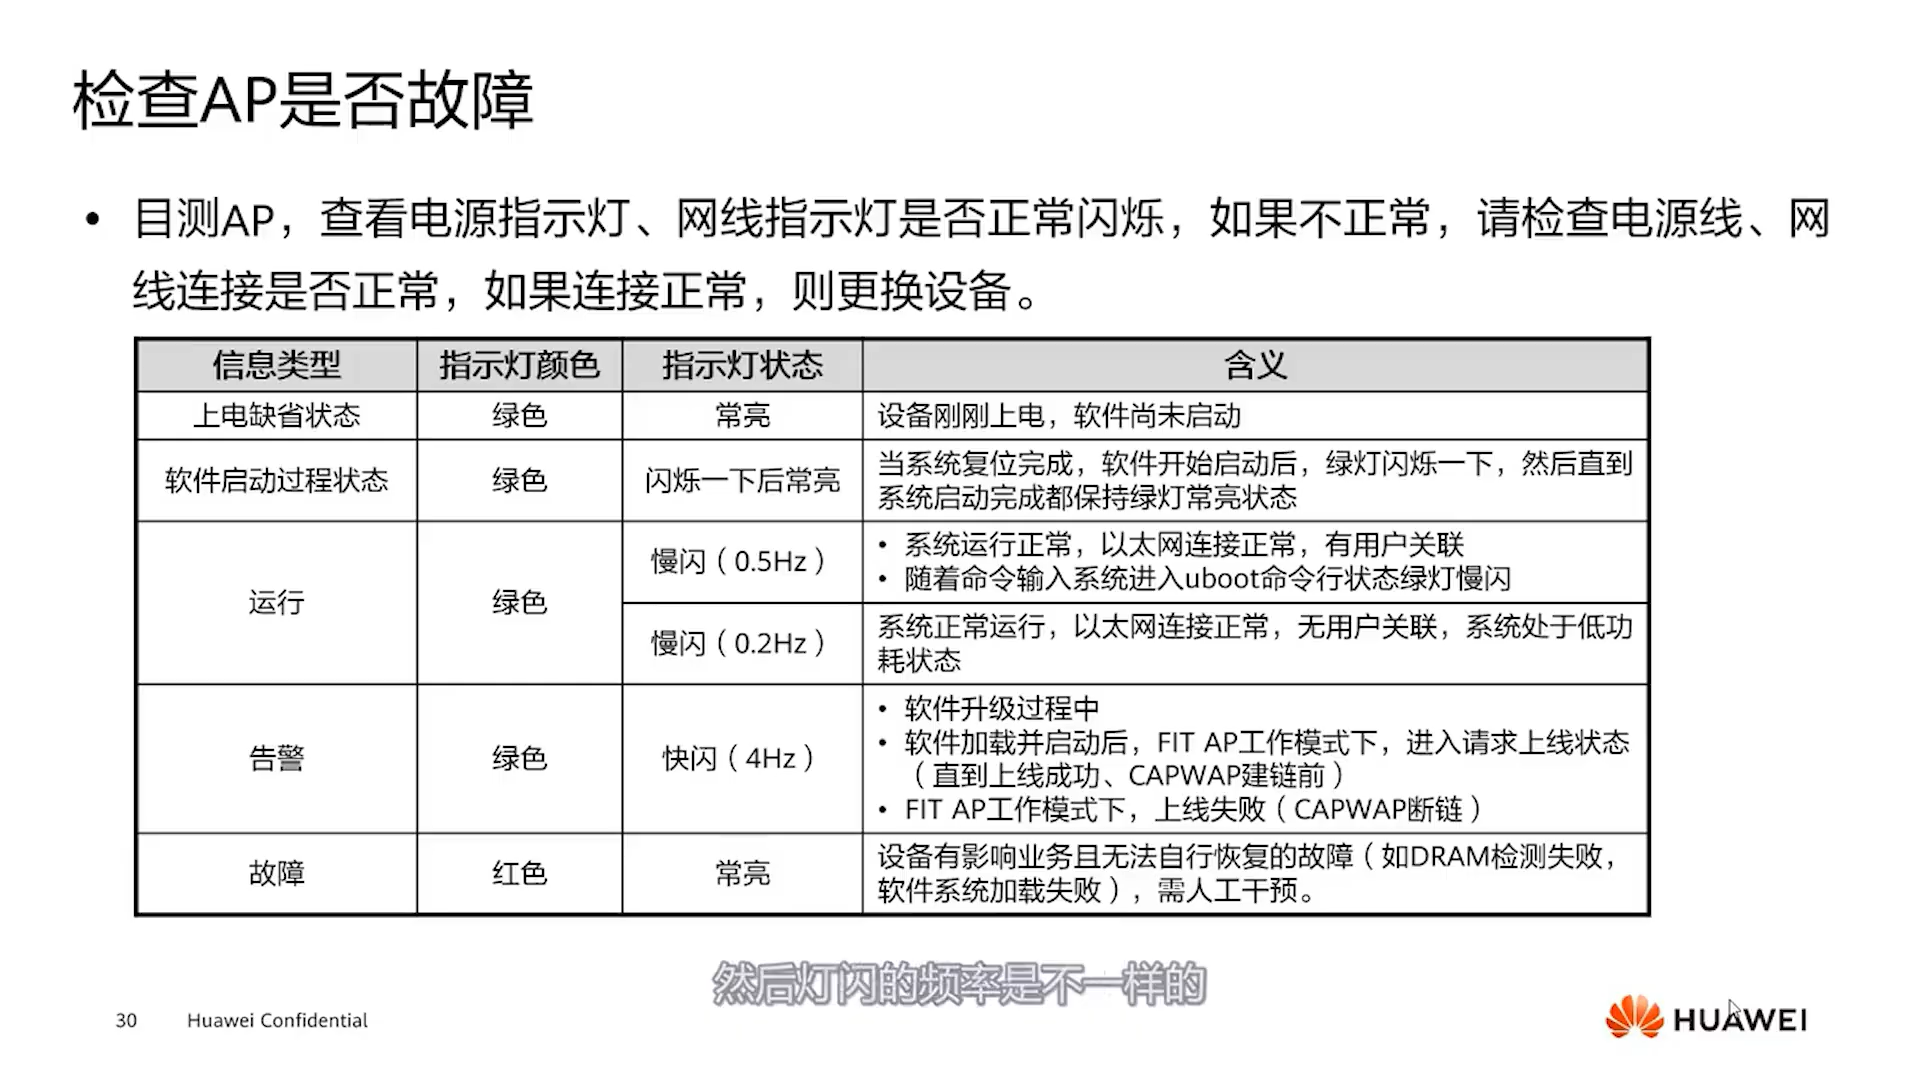 检查AP是否故障
• 目测AP，查看电源指示灯、网线指示灯是否正常闪烁，如果不正常，请检查电源线、网
线连接是否正常，如果连接正常，则更换设备。
信息类型 指示灯颜色 指示灯状态 含义
上电缺省状态 绿色 常亮 设备刚刚上电，软件尚未启动
软件启动过程状态 绿色 闪烁一下后常亮 当系统复位完成，软件开始启动后，绿灯闪烁一下，然后直到
系统启动完成都保持绿灯常亮状态
运行 绿色 慢闪（0.5Hz） • 系统运行正常，以太网连接正常，有用户关联
• 随着命令输入系统进入uboot命令行状态绿灯慢闪
慢闪（0.2Hz） 系统正常运行，以太网连接正常，无用户关联，系统处于低功
耗状态
告警 绿色 快闪（4Hz） • 软件升级过程中
• 软件加载并启动后，FIT AP工作模式下，进入请求上线状态
（直到上线成功、CAPWAP建链前）
• FIT AP工作模式下，上线失败（CAPWAP断链）
故障 红色 常亮 设备有影响业务且无法自行恢复的故障（如DRAM检测失败，
软件系统加载失败），需人工干预。
然后灯闪的频率是不一样的
30 Huawei Confidential
HUAWEI